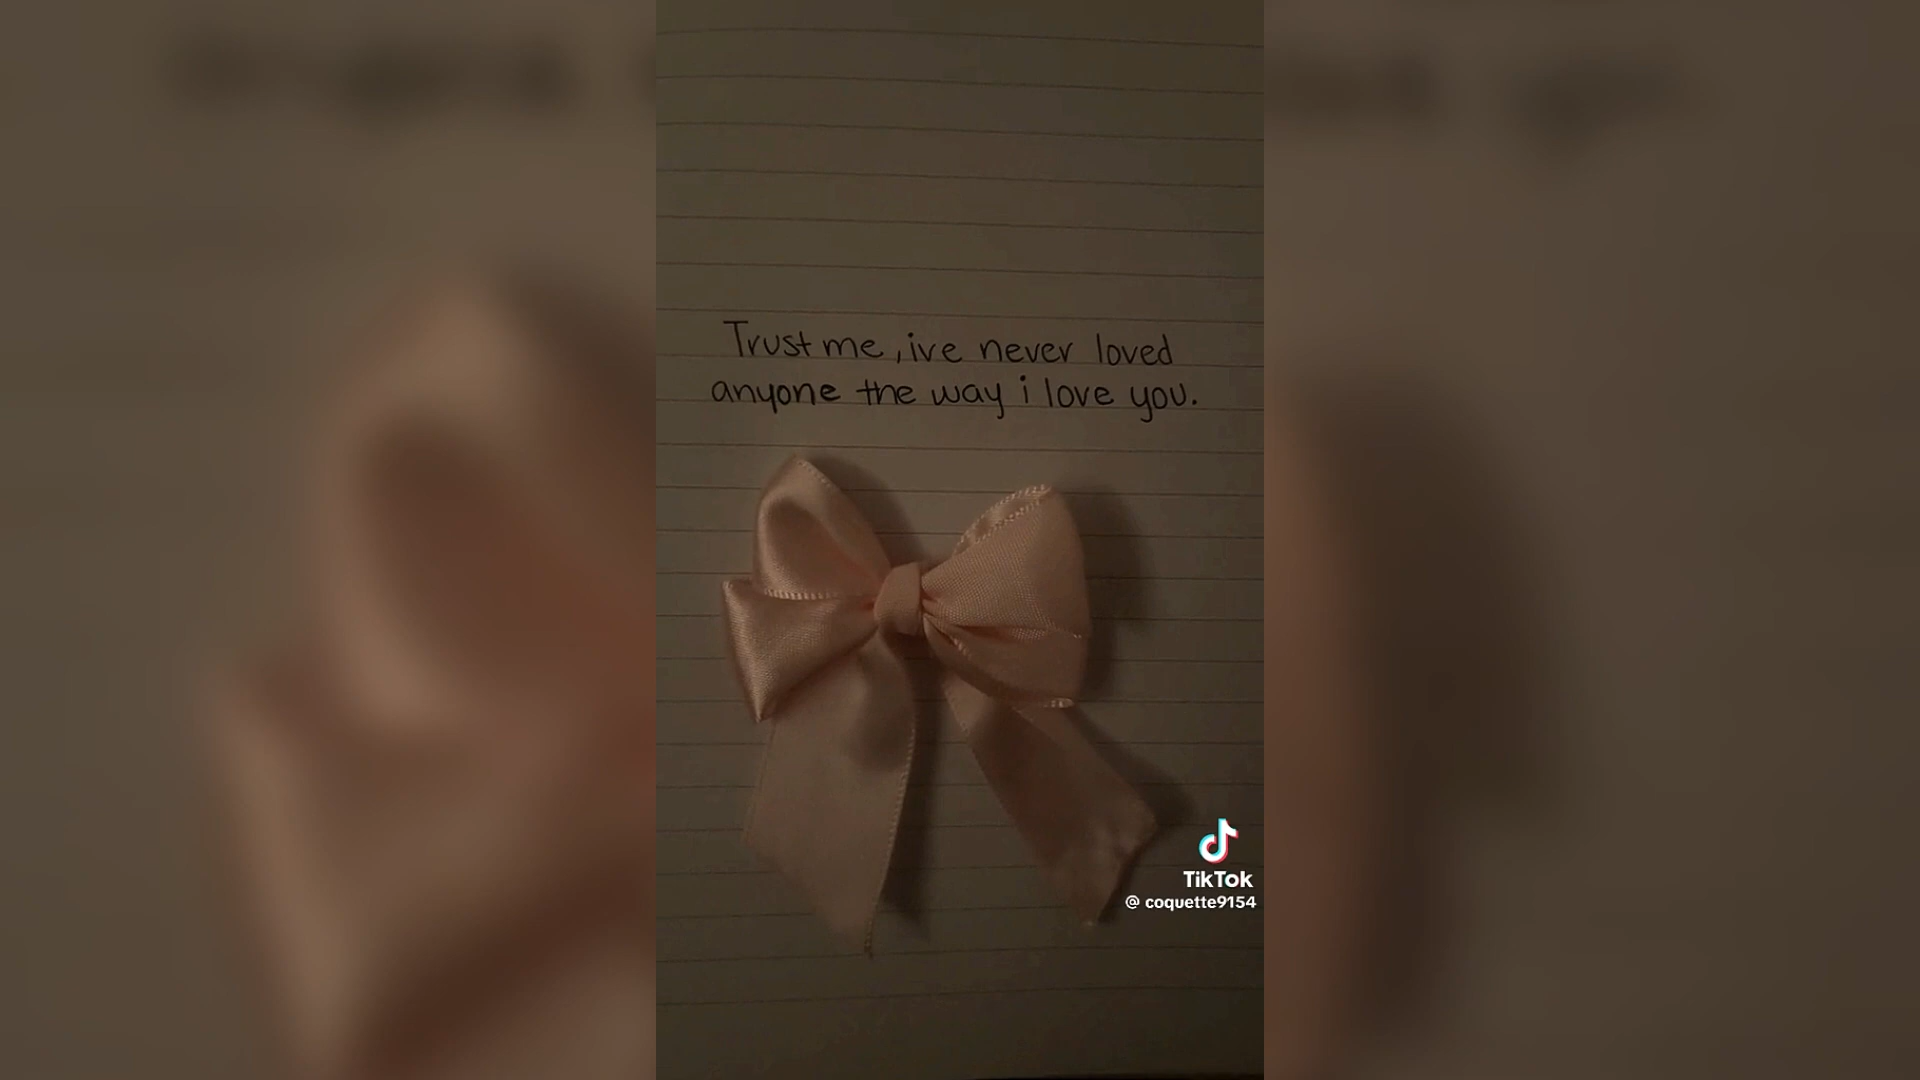 Trust me, ive never loved
anyone the way i love you.
TikTok
@ coquette9154